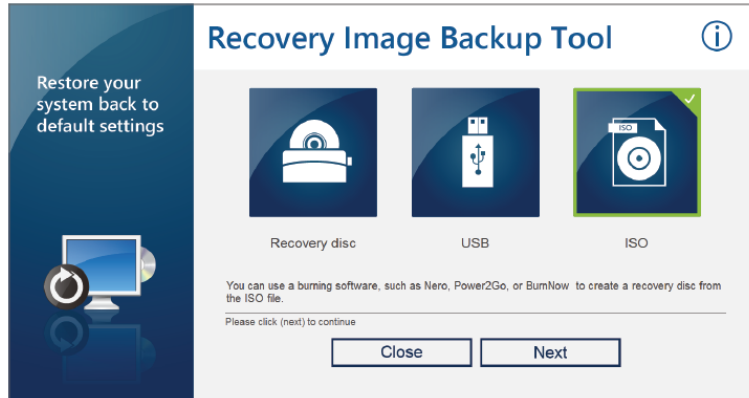 Recovery Image Backup Tool
Restore your
system back to
default settings
ISO
Recovery disc
USB
ISO
You can use a burning software, such as Nero, Power2Go, or BurnNow to create a recovery disc from
the ISO file.
Please click (next) to continue
Close
Next